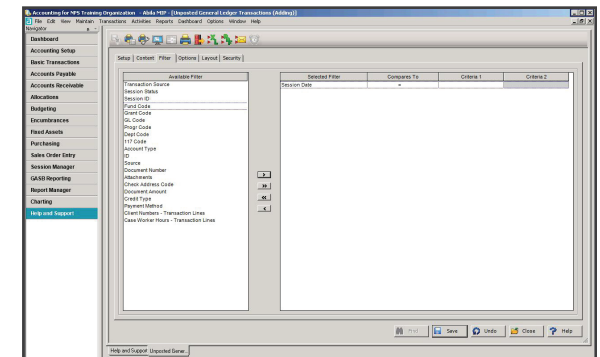 Accounting for NPS Training Organization - Abila MIP - [Unposted General Ledger Transactions (Adding)]
File Edit View Maintain Transactions Activities Reports Dashboard Options Window Help
Navigator
Dashboard
Accounting Setup
Basic Transactions
Accounts Payable
Accounts Receivable
Allocations
Budgeting
Encumbrances
Fixed Assets
Purchasing
Sales Order Entry
Session Manager
GASB Reporting
Report Manager
Charting
Help and Support
Setup Content Filter Options Layout Security
Available Filter
Transaction Source
Session Status
Session ID
Fund Code
Grant Code
GL Code
Progr Code
Dept Code
117 Code
Account Type
ID
Source
Document Number
Attachments
Check Address Code
Document Amount
Credit Type
Payment Method
Client Numbers - Transaction Lines
Case Worker Hours - Transaction Lines
>
>>
<<
<
Selected Filter Compares To Criteria 1 Criteria 2
Session Date =
Save Undo Close Help
Help and Support Unposted Gener...